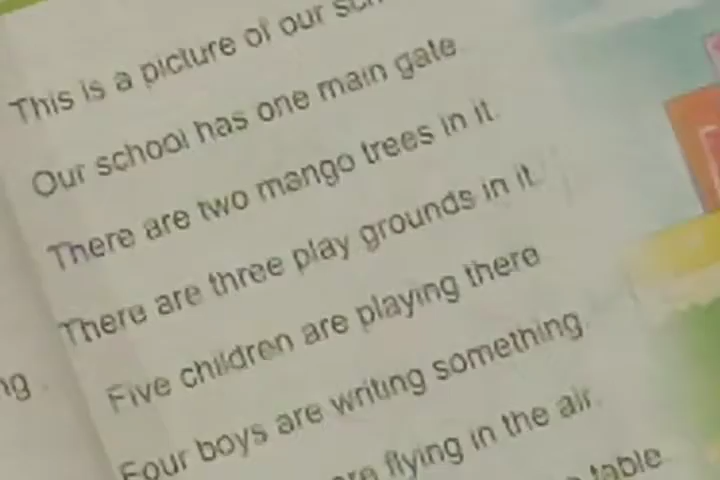 This is a picture of our
Our school has one main gate
There are two mango trees in it.
There are three play grounds in it.
Five children are playing there
Four boys are writing something.
flying in the air.
table